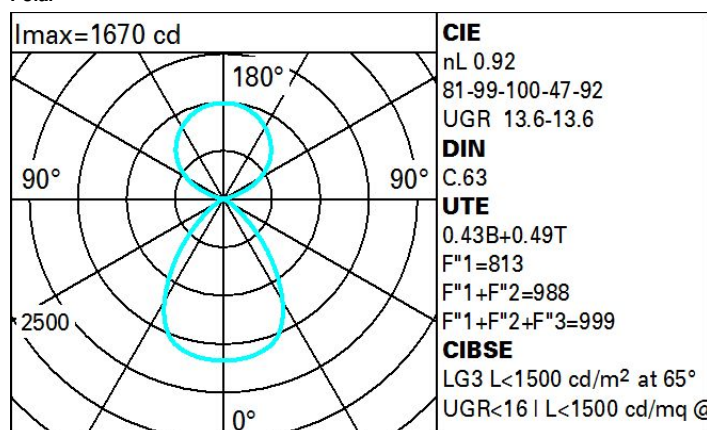 Imax=1670 cd
180°
90°
90°
2500
0°
CIE
nL 0.92
81-99-100-47-92
UGR 13.6-13.6
DIN
C.63
UTE
0.43B+0.49T
F"1=813
F"1+F"2=988
F"1+F"2+F"3=999
CIBSE
LG3 L<1500 cd/m² at 65°
UGR<16 | L<1500 cd/mq @